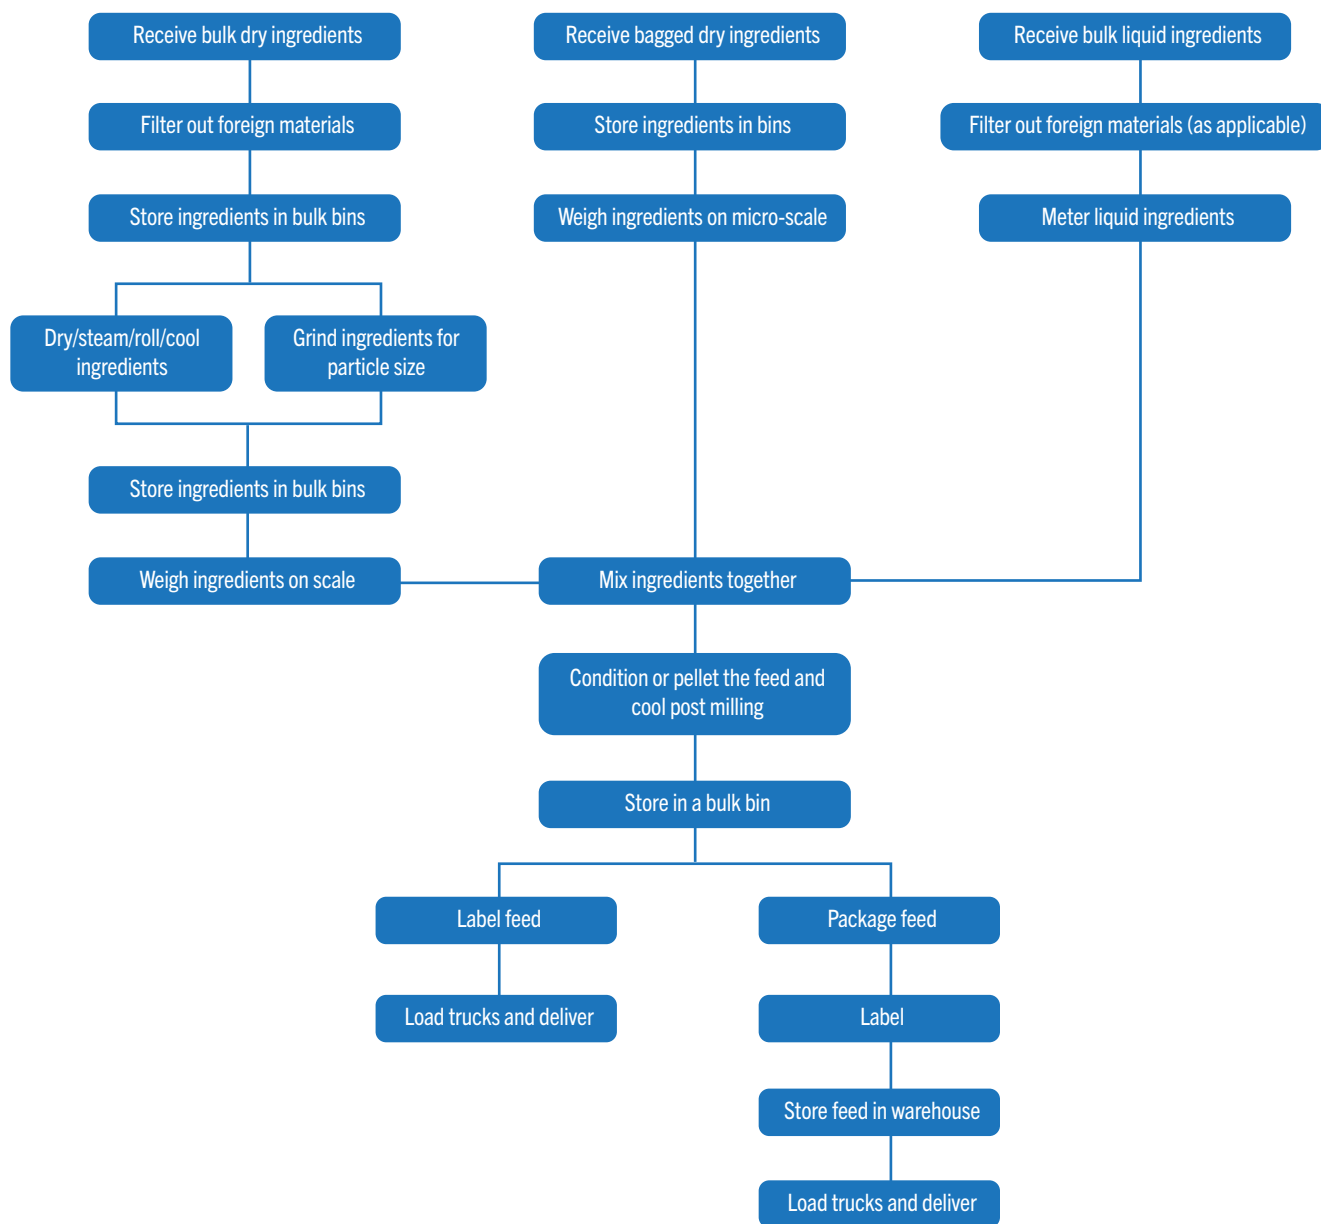 Receive bulk dry ingredients
Receive bagged dry ingredients
Receive bulk liquid ingredients
Filter out foreign materials
Store ingredients in bins
Filter out foreign materials (as applicable)
Store ingredients in bulk bins
Weigh ingredients on micro-scale
Meter liquid ingredients
Dry/steam/roll/cool
ingredients
Grind ingredients for
particle size
Store ingredients in bulk bins
Weigh ingredients on scale
Mix ingredients together
Condition or pellet the feed and
cool post milling
Store in a bulk bin
Label feed
Package feed
Load trucks and deliver
Label
Store feed in warehouse
Load trucks and deliver